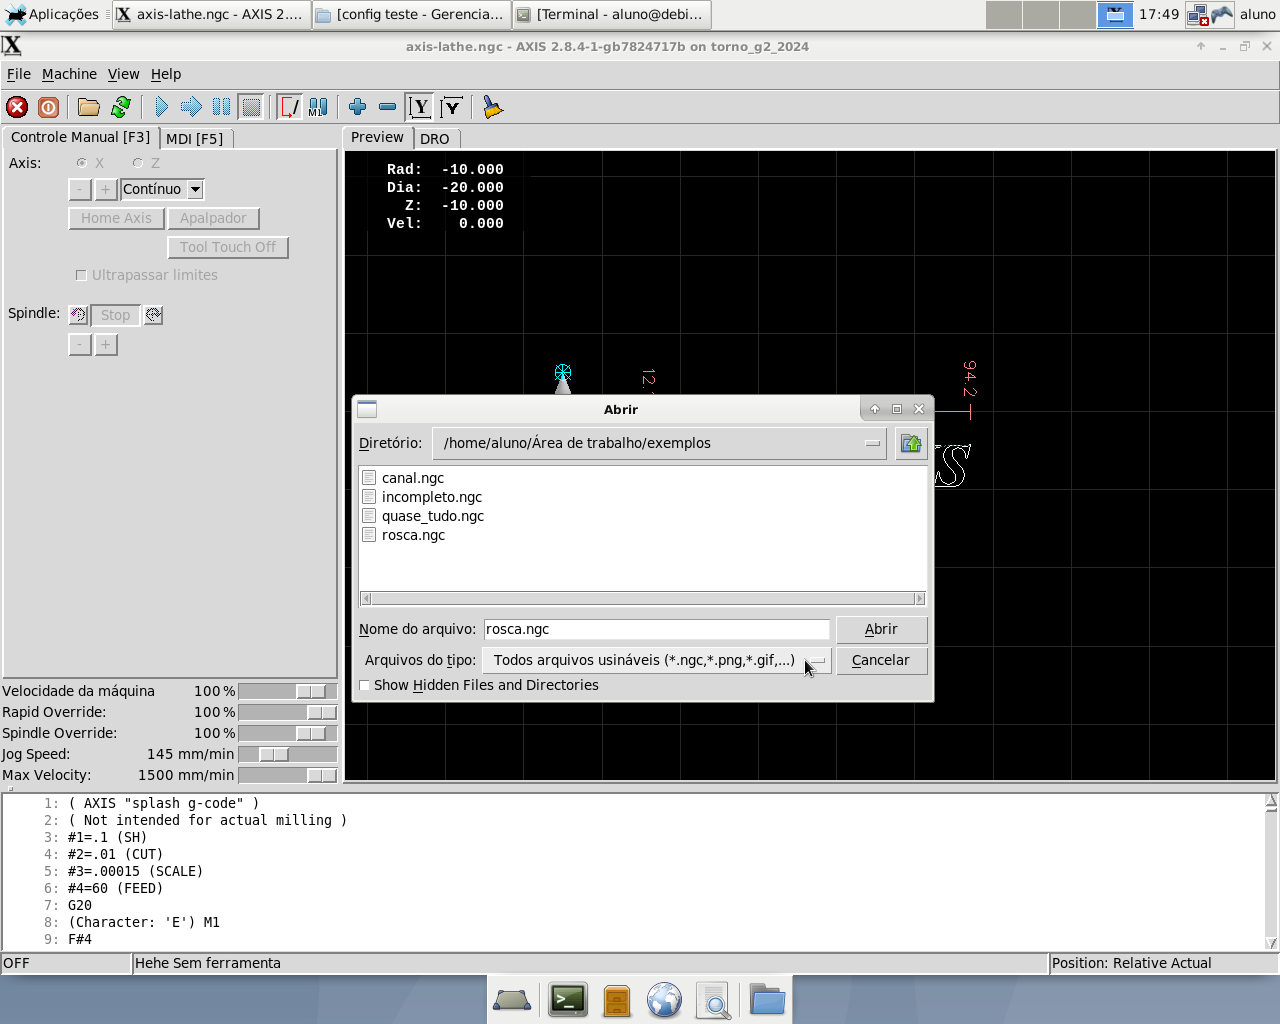 Aplicações
axis-lathe.ngc - AXIS 2....
[config teste - Gerencia...
[Terminal - aluno@debi...
17:49
aluno
axis-lathe.ngc - AXIS 2.8.4-1-gb7824717b on torno_g2_2024
File Machine View Help
M1
Y
Y
Controle Manual [F3]
MDI [F5]
Preview
DRO
Axis:
X
Z
-
+
Contínuo
Home Axis
Apalpador
Tool Touch Off
Ultrapassar limites
Spindle:
Stop
-
+
Rad: -10.000
Dia: -20.000
Z: -10.000
Vel: 0.000
94.2
Abrir
Diretório: /home/aluno/Área de trabalho/exemplos
canal.ngc
incompleto.ngc
quase_tudo.ngc
rosca.ngc
Nome do arquivo: rosca.ngc
Abrir
Arquivos do tipo: Todos arquivos usináveis (*.ngc,*.png,*.gif,...)
Cancelar
Show Hidden Files and Directories
Velocidade da máquina 100 %
Rapid Override: 100 %
Spindle Override: 100 %
Jog Speed: 145 mm/min
Max Velocity: 1500 mm/min
1: ( AXIS "splash g-code" )
2: ( Not intended for actual milling )
3: #1=.1 (SH)
4: #2=.01 (CUT)
5: #3=.00015 (SCALE)
6: #4=60 (FEED)
7: G20
8: (Character: 'E') M1
9: F#4
OFF
Hehe Sem ferramenta
Position: Relative Actual